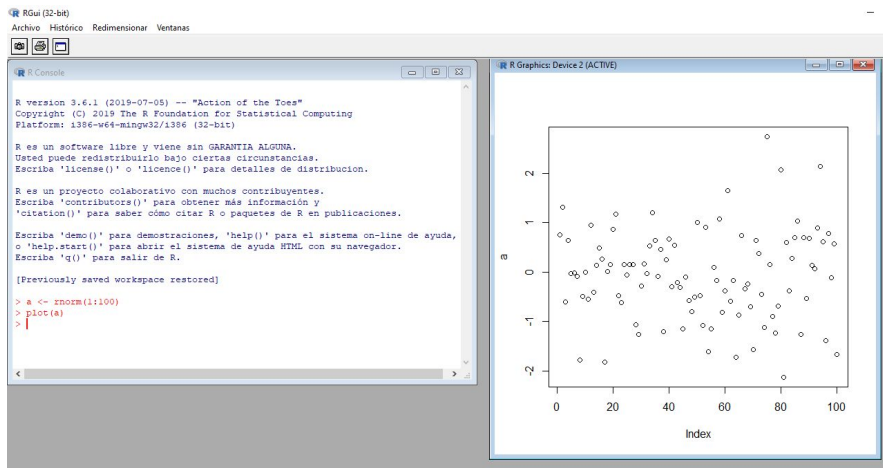 RGui (32-bit)
Archivo Histórico Redimensionar Ventanas
R Console
R version 3.6.1 (2019-07-05) -- "Action of the Toes"
Copyright (C) 2019 The R Foundation for Statistical Computing
Platform: i386-w64-mingw32/i386 (32-bit)
R es un software libre y viene sin GARANTIA ALGUNA.
Usted puede redistribuirlo bajo ciertas circunstancias.
Escriba 'license()' o 'licence()' para detalles de distribucion.
R es un proyecto colaborativo con muchos contribuyentes.
Escriba 'contributors()' para obtener más información y
'citation()' para saber cómo citar R o paquetes de R en publicaciones.
Escriba 'demo()' para demostraciones, 'help()' para el sistema on-line de ayuda,
o 'help.start()' para abrir el sistema de ayuda HTML con su navegador.
Escriba 'q()' para salir de R.
[Previously saved workspace restored]
> a <- rnorm(1:100)
> plot(a)
>
R Graphics: Device 2 (ACTIVE)
2
1
0
-1
-2
a
0 20 40 60 80 100
Index